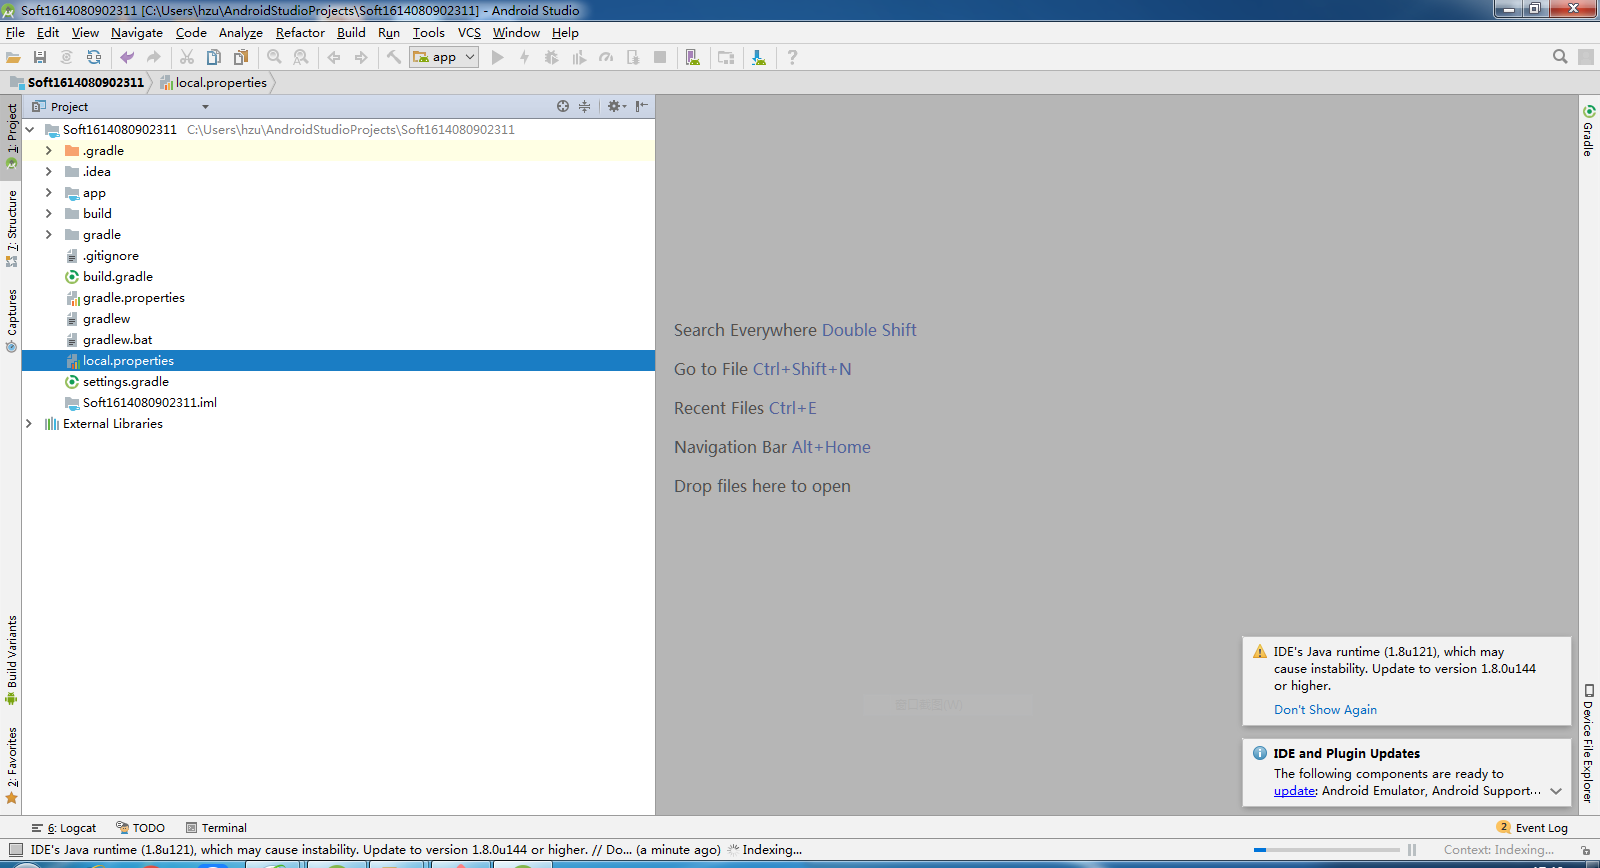 Soft1614080902311 [C:\Users\hzu\AndroidStudioProjects\Soft1614080902311] - Android Studio
File Edit View Navigate Code Analyze Refactor Build Run Tools VCS Window Help
app
Soft1614080902311 local.properties
Project
Soft1614080902311 C:\Users\hzu\AndroidStudioProjects\Soft1614080902311
.gradle
.idea
app
build
gradle
.gitignore
build.gradle
gradle.properties
gradlew
gradlew.bat
local.properties
settings.gradle
Soft1614080902311.iml
External Libraries
1: Project
7: Structure
Captures
Build Variants
2: Favorites
Search Everywhere Double Shift
Go to File Ctrl+Shift+N
Recent Files Ctrl+E
Navigation Bar Alt+Home
Drop files here to open
Gradle
Device File Explorer
IDE's Java runtime (1.8u121), which may
cause instability. Update to version 1.8.0u144
or higher.
Don't Show Again
IDE and Plugin Updates
The following components are ready to
update: Android Emulator, Android Support...
6: Logcat TODO Terminal 2 Event Log
IDE's Java runtime (1.8u121), which may cause instability. Update to version 1.8.0u144 or higher. // Do... (a minute ago) Indexing... Context: Indexing...